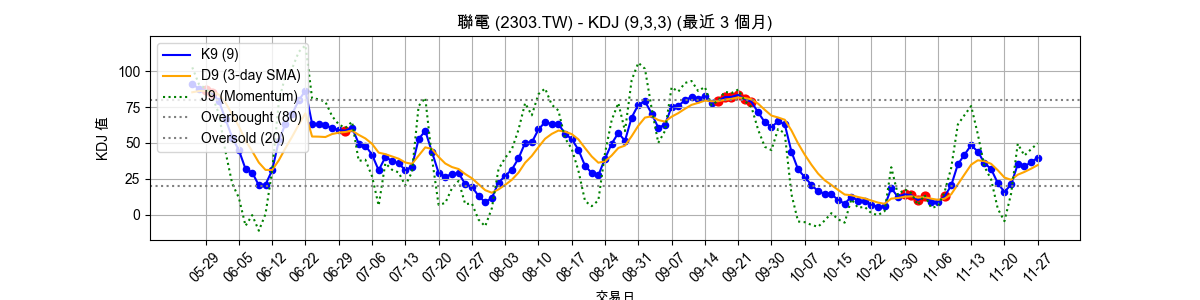 聯電 (2303.TW) - KDJ (9,3,3) (最近 3 個月)
K9 (9)
D9 (3-day SMA)
J9 (Momentum)
Overbought (80)
Oversold (20)
KDJ 值
100
75
50
25
0
05-29 06-05 06-12 06-22 06-29 07-06 07-13 07-20 07-27 08-03 08-10 08-17 08-24 08-31 09-07 09-14 09-21 09-30 10-07 10-15 10-22 10-30 11-06 11-13 11-20 11-27
交易日